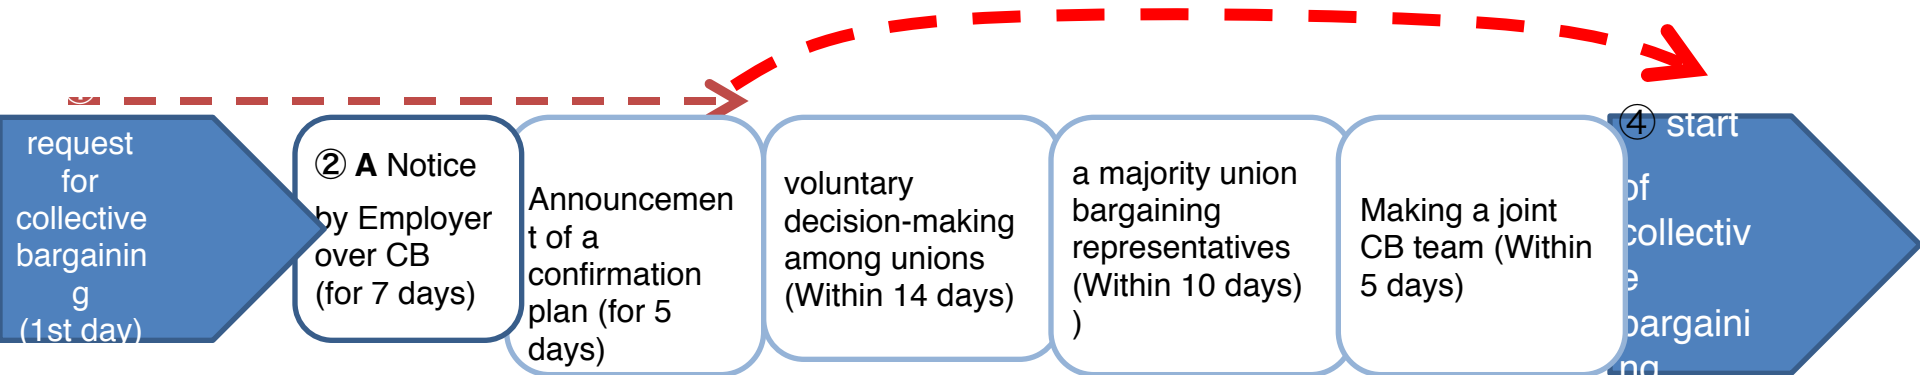 request
for
collective
bargainin
g
(1st day)
② A Notice
by Employer
over CB
(for 7 days)
Announcemen
t of a
confirmation
plan (for 5
days)
voluntary
decision-making
among unions
(Within 14 days)
a majority union
bargaining
representatives
(Within 10 days)
)
Making a joint
CB team (Within
5 days)
④ start
of
collectiv
e
bargaini
ng